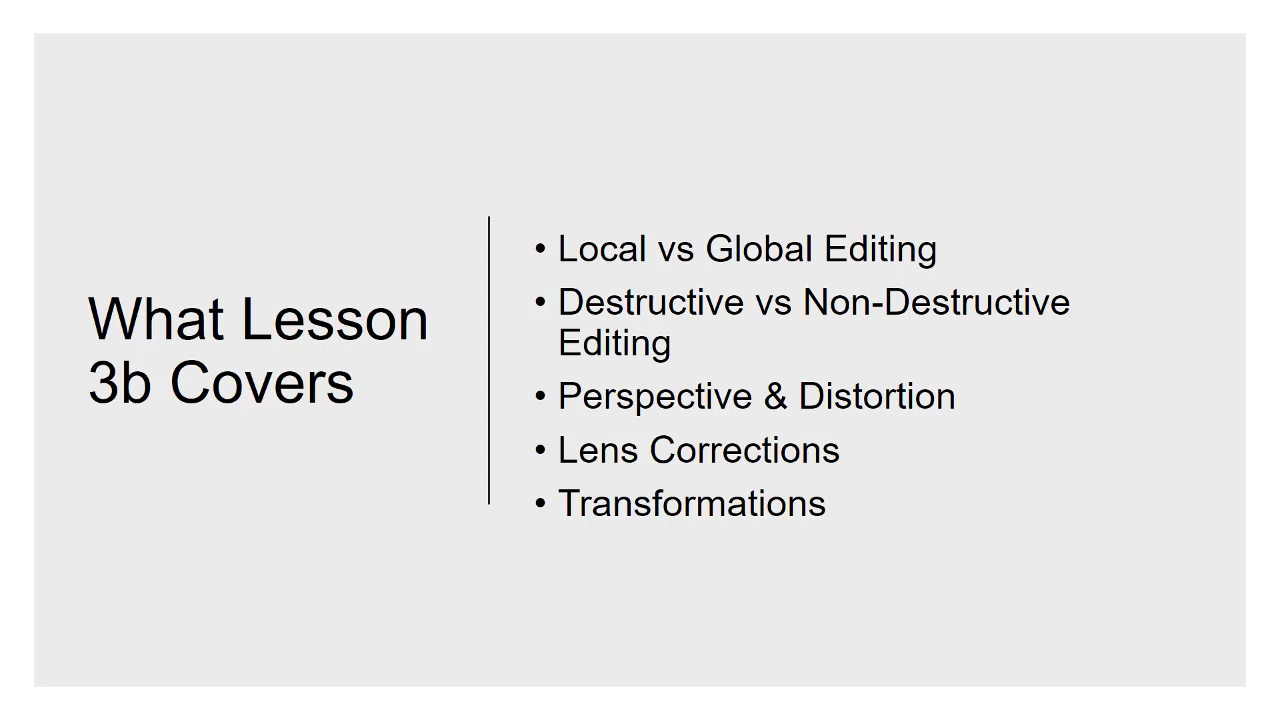 What Lesson
3b Covers
• Local vs Global Editing
• Destructive vs Non-Destructive
Editing
• Perspective & Distortion
• Lens Corrections
• Transformations